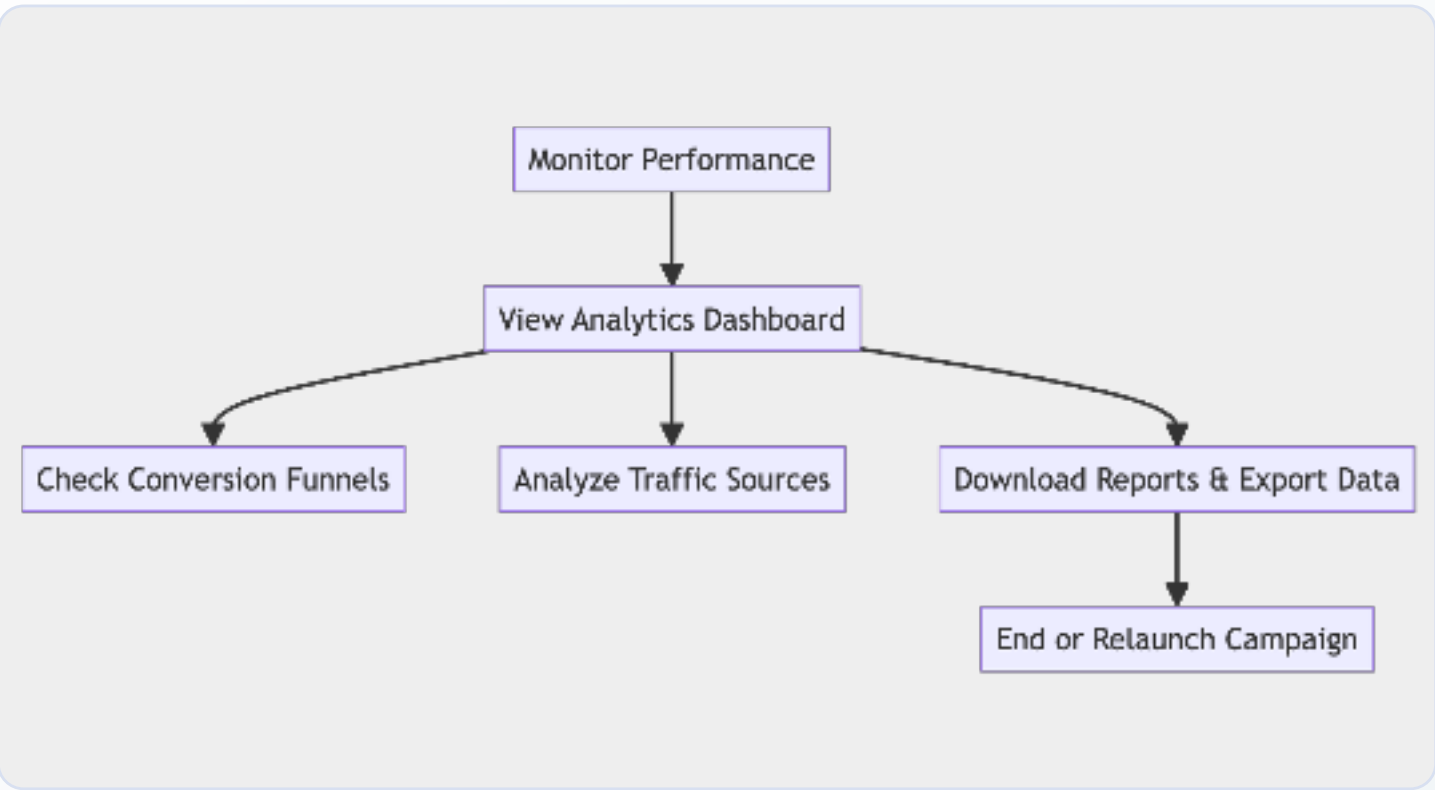 Monitor Performance
View Analytics Dashboard
Check Conversion Funnels
Analyze Traffic Sources
Download Reports & Export Data
End or Relaunch Campaign